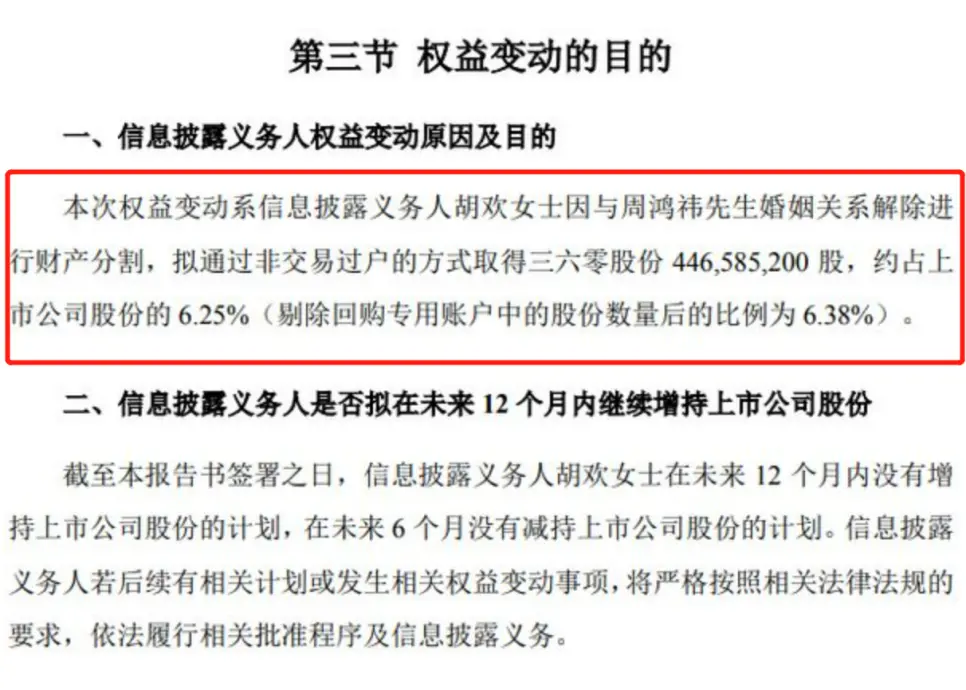 第三节 权益变动的目的
一、信息披露义务人权益变动原因及目的
本次权益变动系信息披露义务人胡欢女士因与周鸿祎先生婚姻关系解除进
行财产分割，拟通过非交易过户的方式取得三六零股份 446,585,200 股，约占上
市公司股份的 6.25%（剔除回购专用账户中的股份数量后的比例为 6.38%）。
二、信息披露义务人是否拟在未来 12 个月内继续增持上市公司股份
截至本报告书签署之日，信息披露义务人胡欢女士在未来 12 个月内没有增
持上市公司股份的计划，在未来 6 个月没有减持上市公司股份的计划。信息披露
义务人若后续有相关计划或发生相关权益变动事项，将严格按照相关法律法规的
要求，依法履行相关批准程序及信息披露义务。